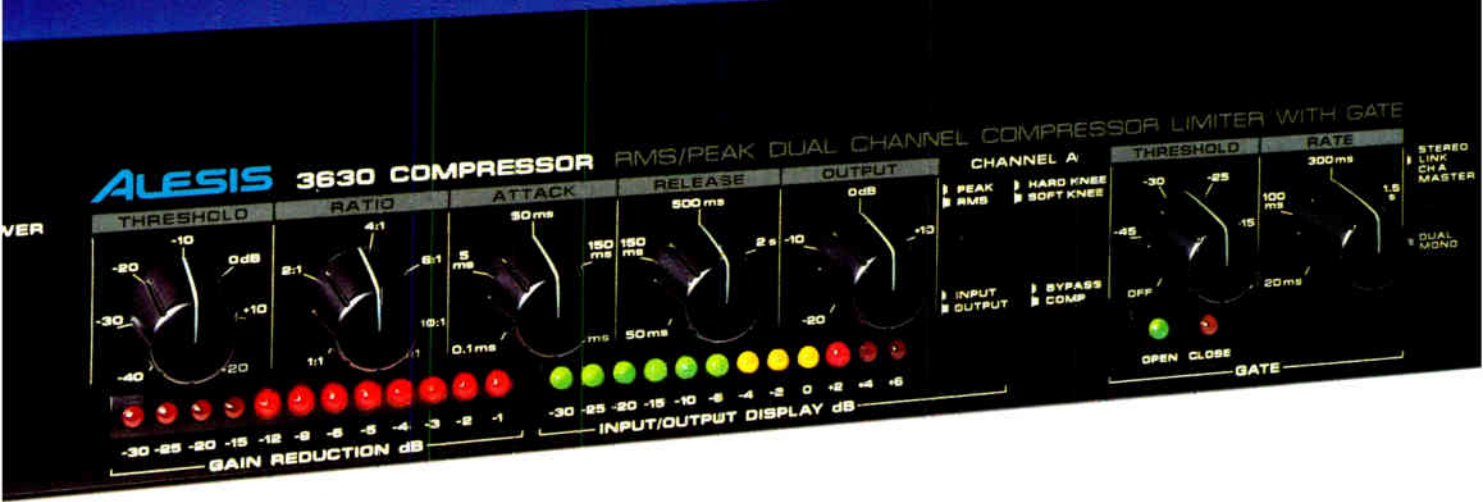 ALESIS 3630 COMPRESSOR RMS/PEAK DUAL CHANNEL COMPRESSOR LIMITER WITH GATE
VER
THRESHOLD
-40
-30
-20
-10
0dB
+10
+20
RATIO
1:1
2:1
4:1
6:1
10:1
ATTACK
0.1ms
5 ms
50ms
150 ms
ms
RELEASE
50ms
150 ms
500ms
2s
OUTPUT
-20
-10
0dB
+10
CHANNEL A
PEAK
RMS
HARD KNEE
SOFT KNEE
INPUT
OUTPUT
BYPASS
COMP
THRESHOLD
OFF
-45
-30
-25
-15
RATE
20ms
100 ms
300ms
1.5 s
STEREO
LINK
CH A
MASTER
DUAL
MONO
OPEN CLOSE
GATE
-30 -25 -20 -15 -12 -9 -6 -5 -4 -3 -2 -1
GAIN REDUCTION dB
-30 -25 -20 -15 -10 -6 -4 -2 0 +2 +4 +6
INPUT/OUTPUT DISPLAY dB